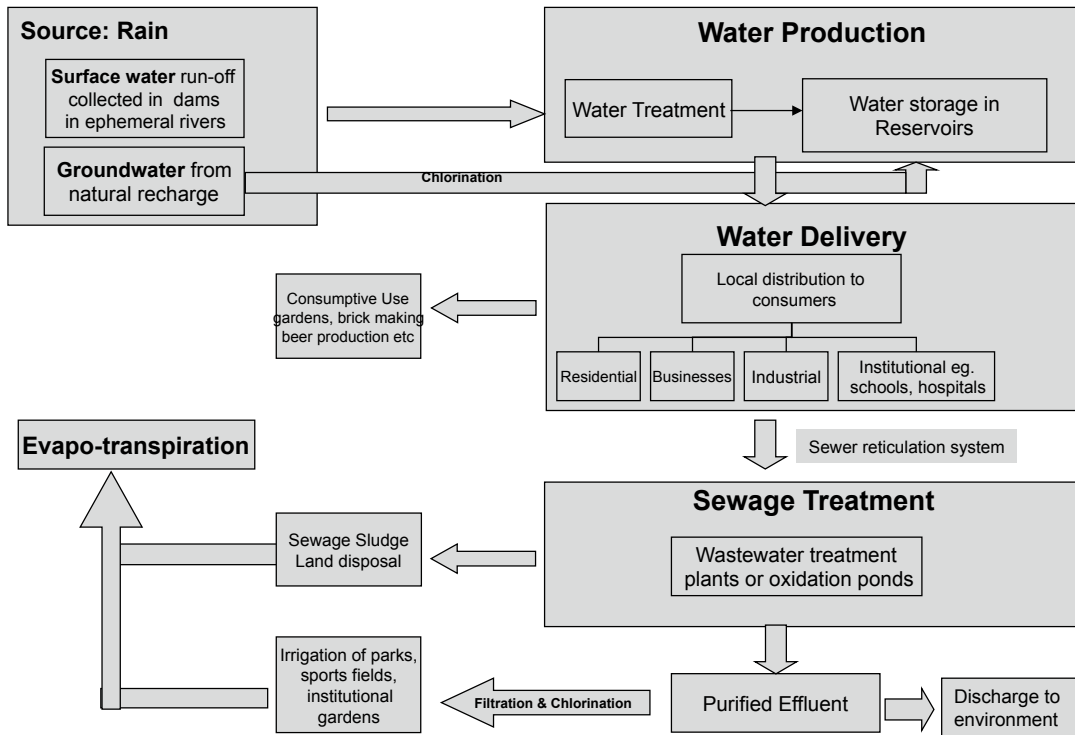 Source: Rain
Surface water run-off
collected in dams
in ephemeral rivers
Groundwater from
natural recharge
Chlorination
Water Production
Water Treatment
Water storage in
Reservoirs
Water Delivery
Local distribution to
consumers
Residential
Businesses
Industrial
Institutional eg.
schools, hospitals
Consumptive Use
gardens, brick making
beer production etc
Sewer reticulation system
Evapo-transpiration
Sewage Treatment
Wastewater treatment
plants or oxidation ponds
Sewage Sludge
Land disposal
Irrigation of parks,
sports fields,
institutional
gardens
Filtration & Chlorination
Purified Effluent
Discharge to
environment